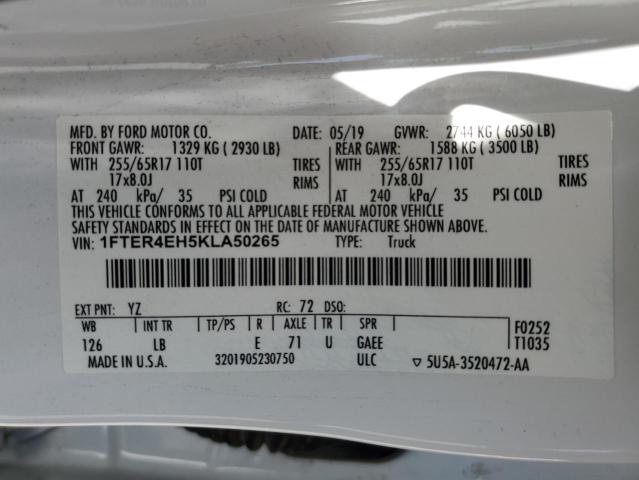 MFD. BY FORD MOTOR CO. DATE: 05/19 GVWR: 2744 KG ( 6050 LB)
FRONT GAWR: 1329 KG ( 2930 LB) REAR GAWR: 1588 KG ( 3500 LB)
WITH 255/65R17 110T TIRES WITH 255/65R17 110T TIRES
17x8.0J RIMS 17x8.0J RIMS
AT 240 kPa/ 35 PSI COLD AT 240 kPa/ 35 PSI COLD
THIS VEHICLE CONFORMS TO ALL APPLICABLE FEDERAL MOTOR VEHICLE
SAFETY STANDARDS IN EFFECT ON THE DATE OF MANUFACTURE SHOWN ABOVE.
VIN: 1FTER4EH5KLA50265 TYPE: Truck
EXT PNT: YZ RC: 72 DSO:
WB INT TR TP/PS R AXLE TR SPR F0252
126 LB E 71 U GAEE T1035
MADE IN U.S.A. 3201905230750 ULC ▽ 5U5A-3520472-AA